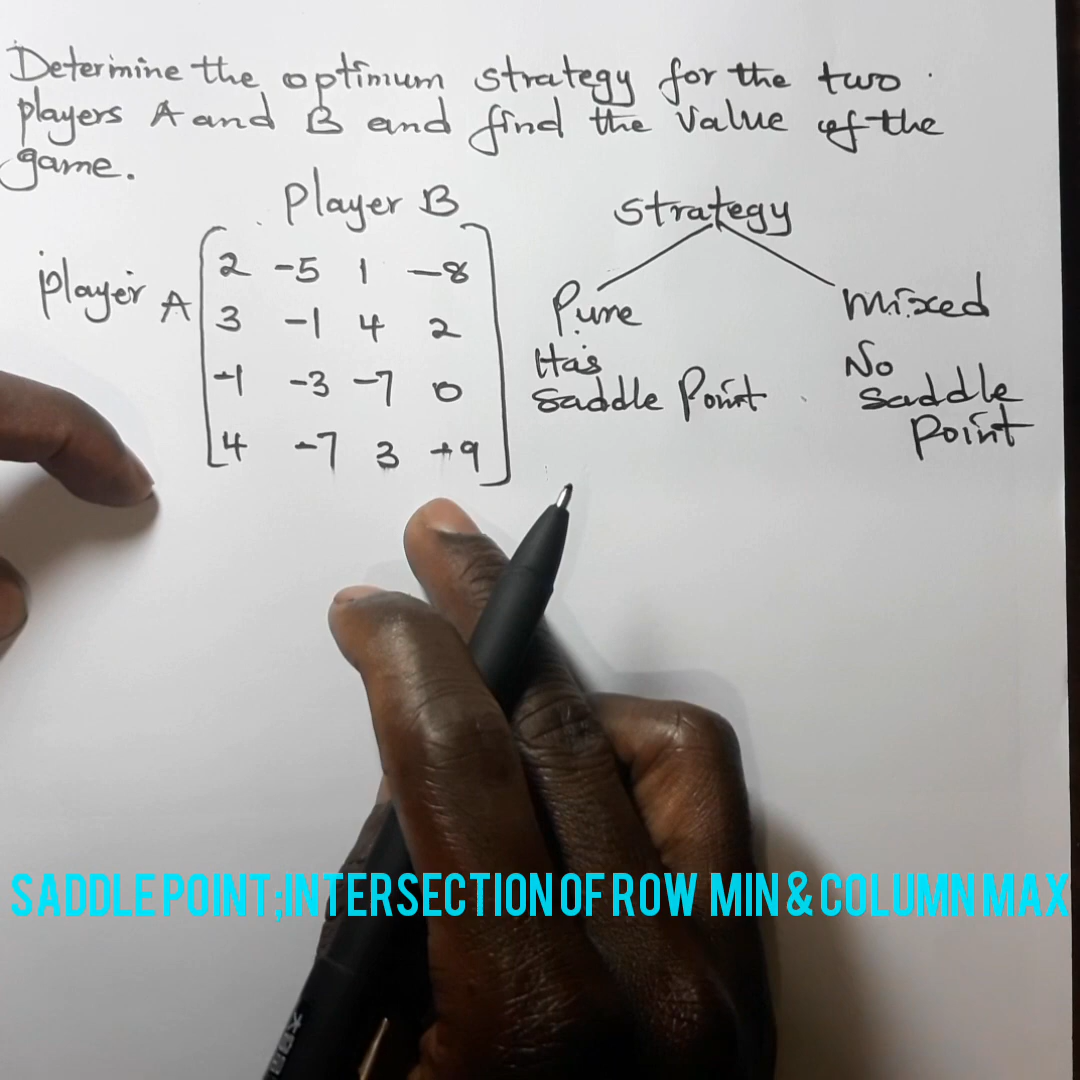 Determine the optimum strategy for the two
players A and B and find the value of the
game.
Player B
player A
2 -5 1 -8
3 -1 4 2
-1 -3 -7 0
4 -7 3 +9
strategy
Pure
Has
saddle Point
mixed
No
saddle
point
SADDLE POINT;INTERSECTION OF ROW MIN & COLUMN MAX